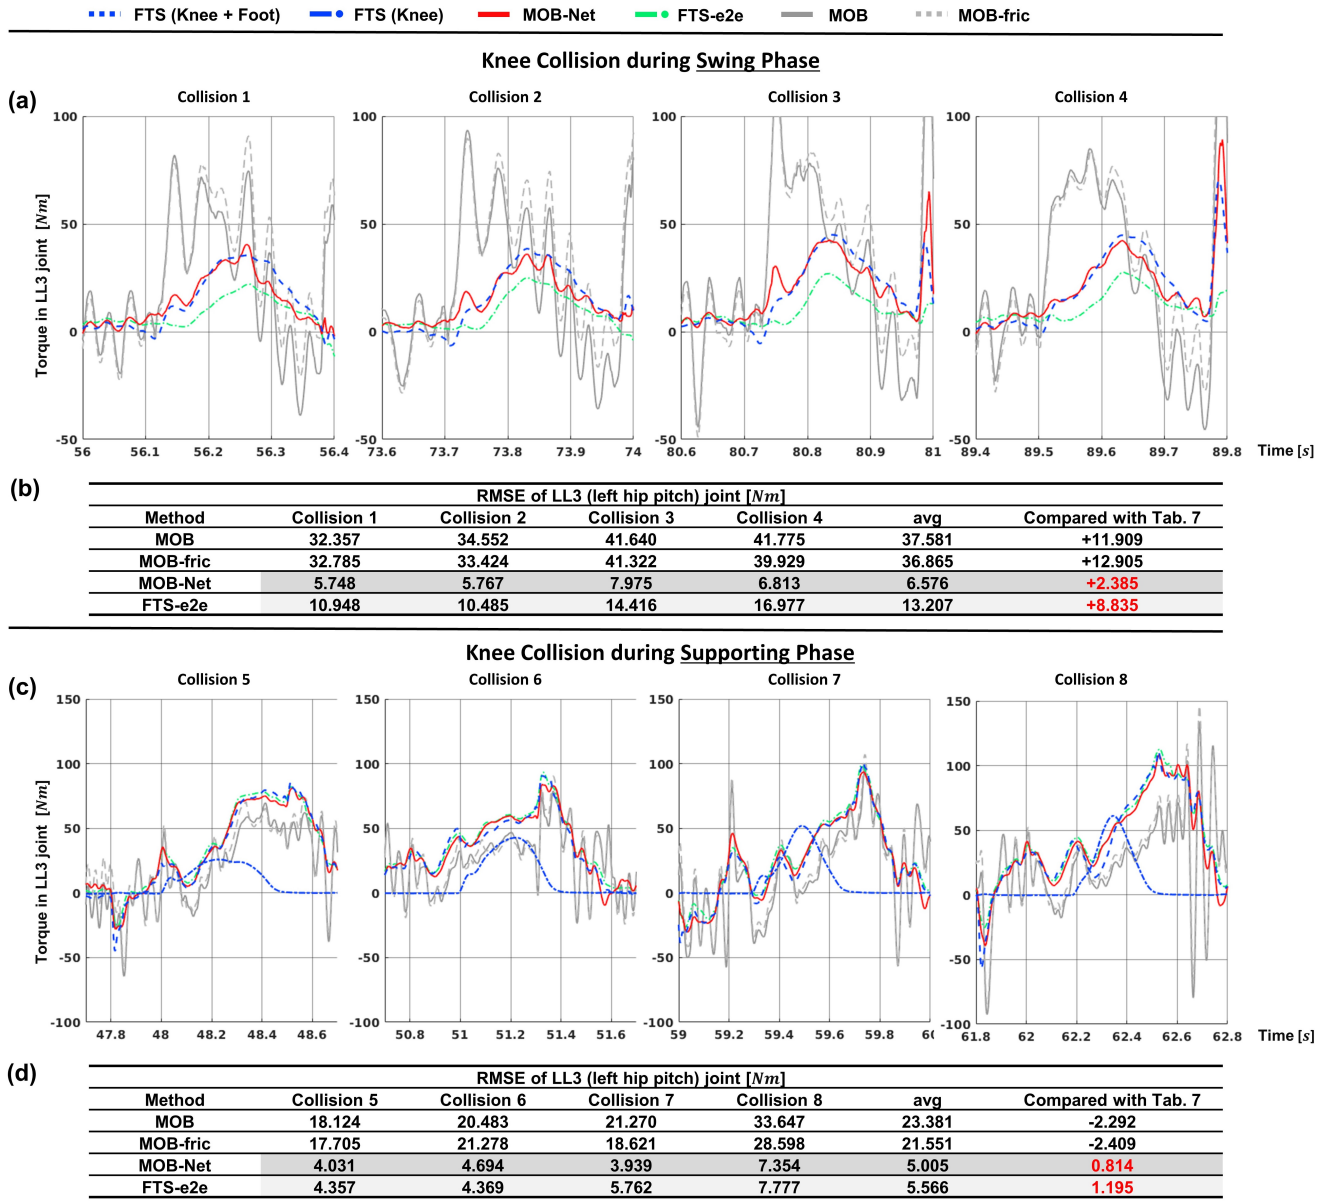 FTS (Knee + Foot) FTS (Knee) MOB-Net FTS-e2e MOB MOB-fric
Knee Collision during Swing Phase
(a)
Collision 1 Collision 2 Collision 3 Collision 4
Torque in LL3 joint [Nm]
100 100 100 100
50 50 50 50
0 0 0 0
-50 -50 -50 -50
56 56.1 56.2 56.3 56.4 73.6 73.7 73.8 73.9 74 80.6 80.7 80.8 80.9 81 89.4 89.5 89.6 89.7 89.8 Time [s]
(b)
RMSE of LL3 (left hip pitch) joint [Nm]
Method Collision 1 Collision 2 Collision 3 Collision 4 avg Compared with Tab. 7
MOB 32.357 34.552 41.640 41.775 37.581 +11.909
MOB-fric 32.785 33.424 41.322 39.929 36.865 +12.905
MOB-Net 5.748 5.767 7.975 6.813 6.576 +2.385
FTS-e2e 10.948 10.485 14.416 16.977 13.207 +8.835
Knee Collision during Supporting Phase
(c)
Collision 5 Collision 6 Collision 7 Collision 8
Torque in LL3 joint [Nm]
150 150 150 150
100 100 100 100
50 50 50 50
0 0 0 0
-50 -50 -50 -50
-100 -100 -100 -100
47.8 48 48.2 48.4 48.6 50.8 51 51.2 51.4 51.6 59 59.2 59.4 59.6 59.8 60 61.8 62 62.2 62.4 62.6 62.8 Time [s]
(d)
RMSE of LL3 (left hip pitch) joint [Nm]
Method Collision 5 Collision 6 Collision 7 Collision 8 avg Compared with Tab. 7
MOB 18.124 20.483 21.270 33.647 23.381 -2.292
MOB-fric 17.705 21.278 18.621 28.598 21.551 -2.409
MOB-Net 4.031 4.694 3.939 7.354 5.005 0.814
FTS-e2e 4.357 4.369 5.762 7.777 5.566 1.195